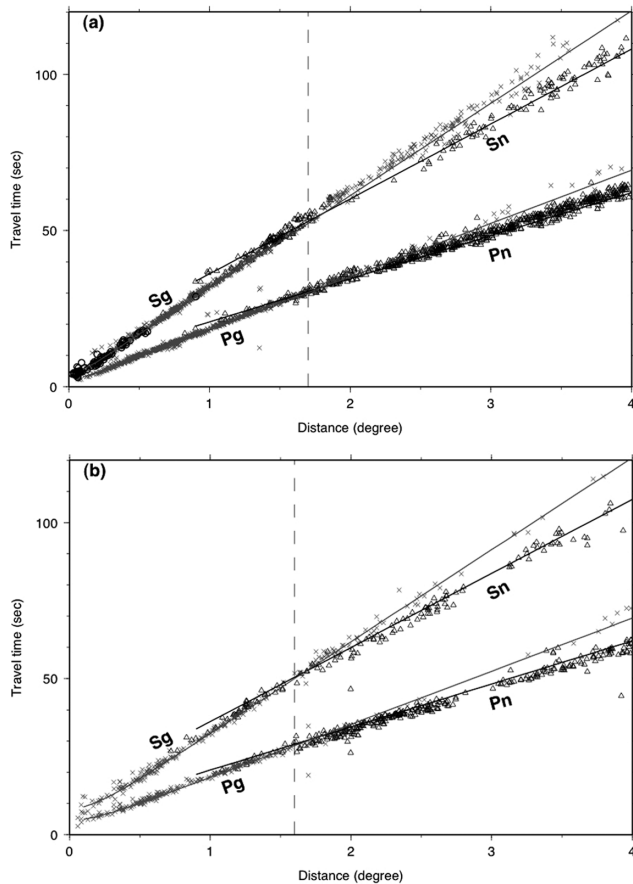 (a)
100
50
0
Travel time (sec)
Sg
Pg
Sn
Pn
0 1 2 3 4
Distance (degree)
(b)
100
50
0
Travel time (sec)
Sg
Pg
Sn
Pn
0 1 2 3 4
Distance (degree)